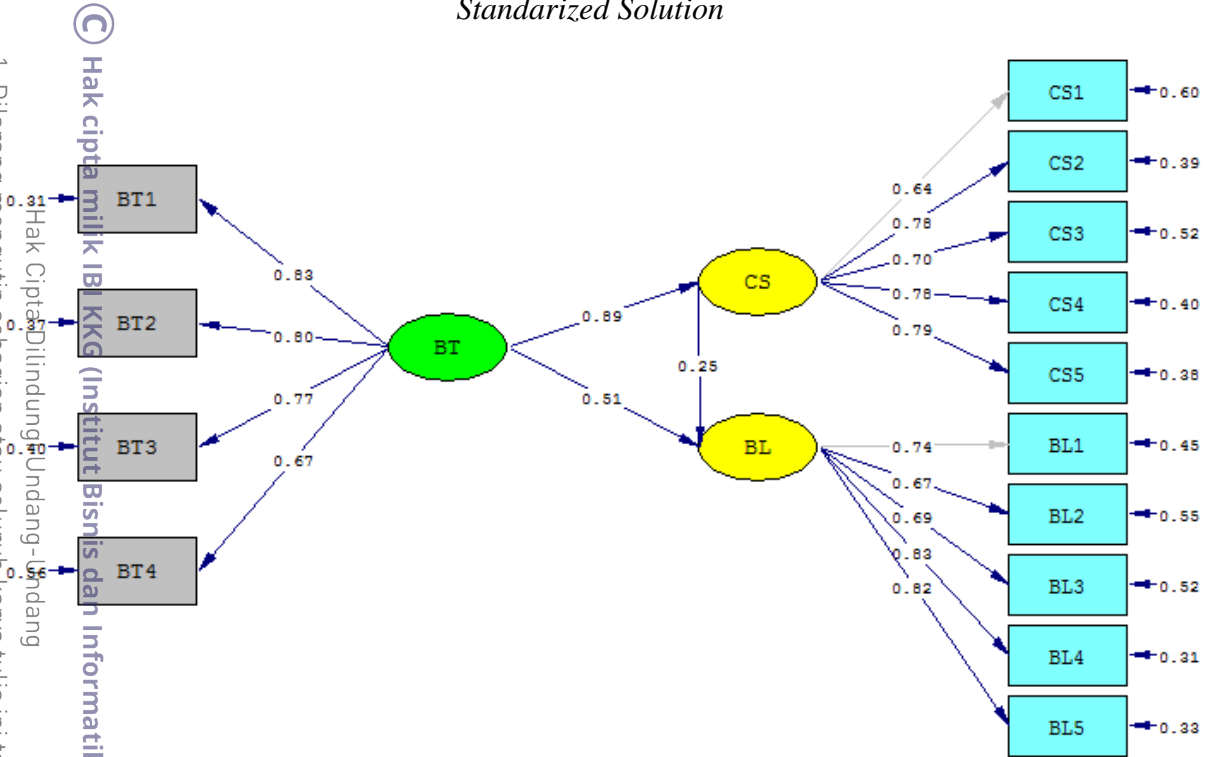 Standarized Solution
© Hak cipta milik IBI KKG (Institut Bisnis dan Informatik
Hak Cipta Dilindungi Undang-Undang
0.31
BT1
0.37
BT2
0.40
BT3
0.56
BT4
0.83
0.80
0.77
0.67
BT
0.89
0.51
CS
0.25
BL
0.64
0.78
0.70
0.78
0.79
0.74
0.67
0.69
0.83
0.82
CS1
0.60
CS2
0.39
CS3
0.52
CS4
0.40
CS5
0.38
BL1
0.45
BL2
0.55
BL3
0.52
BL4
0.31
BL5
0.33